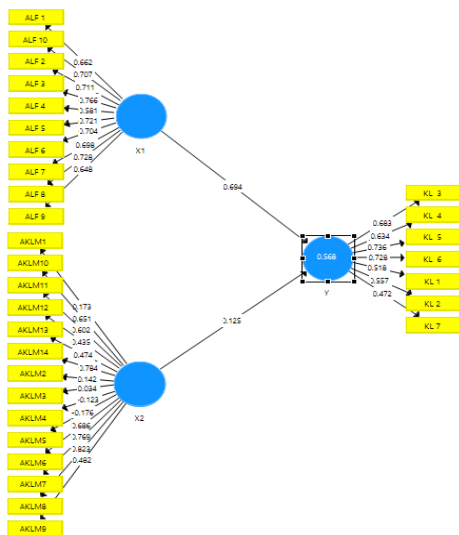 ALF 1
ALF 10
ALF 2
ALF 3
ALF 4
ALF 5
ALF 6
ALF 7
ALF 8
ALF 9
0.662
0.707
0.711
0.766
0.581
0.721
0.704
0.698
0.728
0.648
X1
0.694
AKLM1
AKLM10
AKLM11
AKLM12
AKLM13
AKLM14
AKLM2
AKLM3
AKLM4
AKLM5
AKLM6
AKLM7
AKLM8
AKLM9
0.173
0.651
0.602
0.435
0.474
0.784
0.142
0.034
-0.123
-0.176
0.686
0.769
0.823
0.482
X2
0.125
0.568
Y
0.683
0.634
0.736
0.728
0.518
0.557
0.472
KL 3
KL 4
KL 5
KL 6
KL 1
KL 2
KL 7